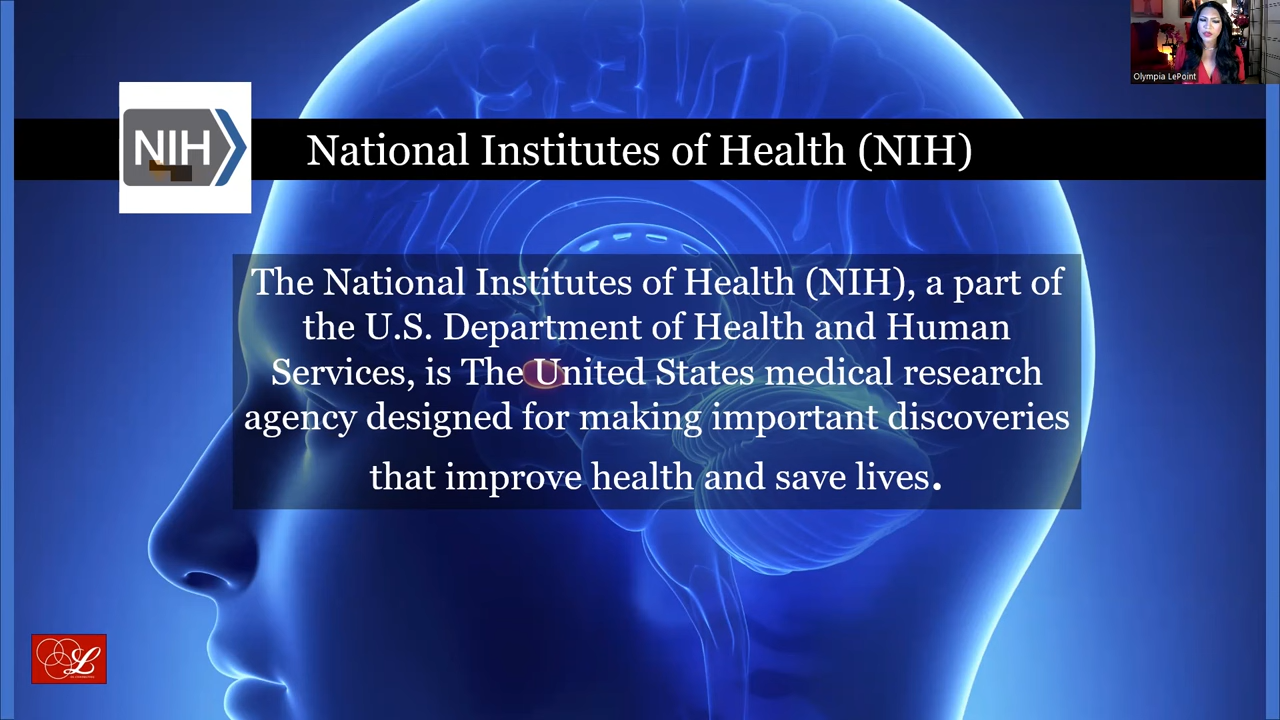 Olympia LePoint
NIH
National Institutes of Health (NIH)
The National Institutes of Health (NIH), a part of
the U.S. Department of Health and Human
Services, is The United States medical research
agency designed for making important discoveries
that improve health and save lives.
L